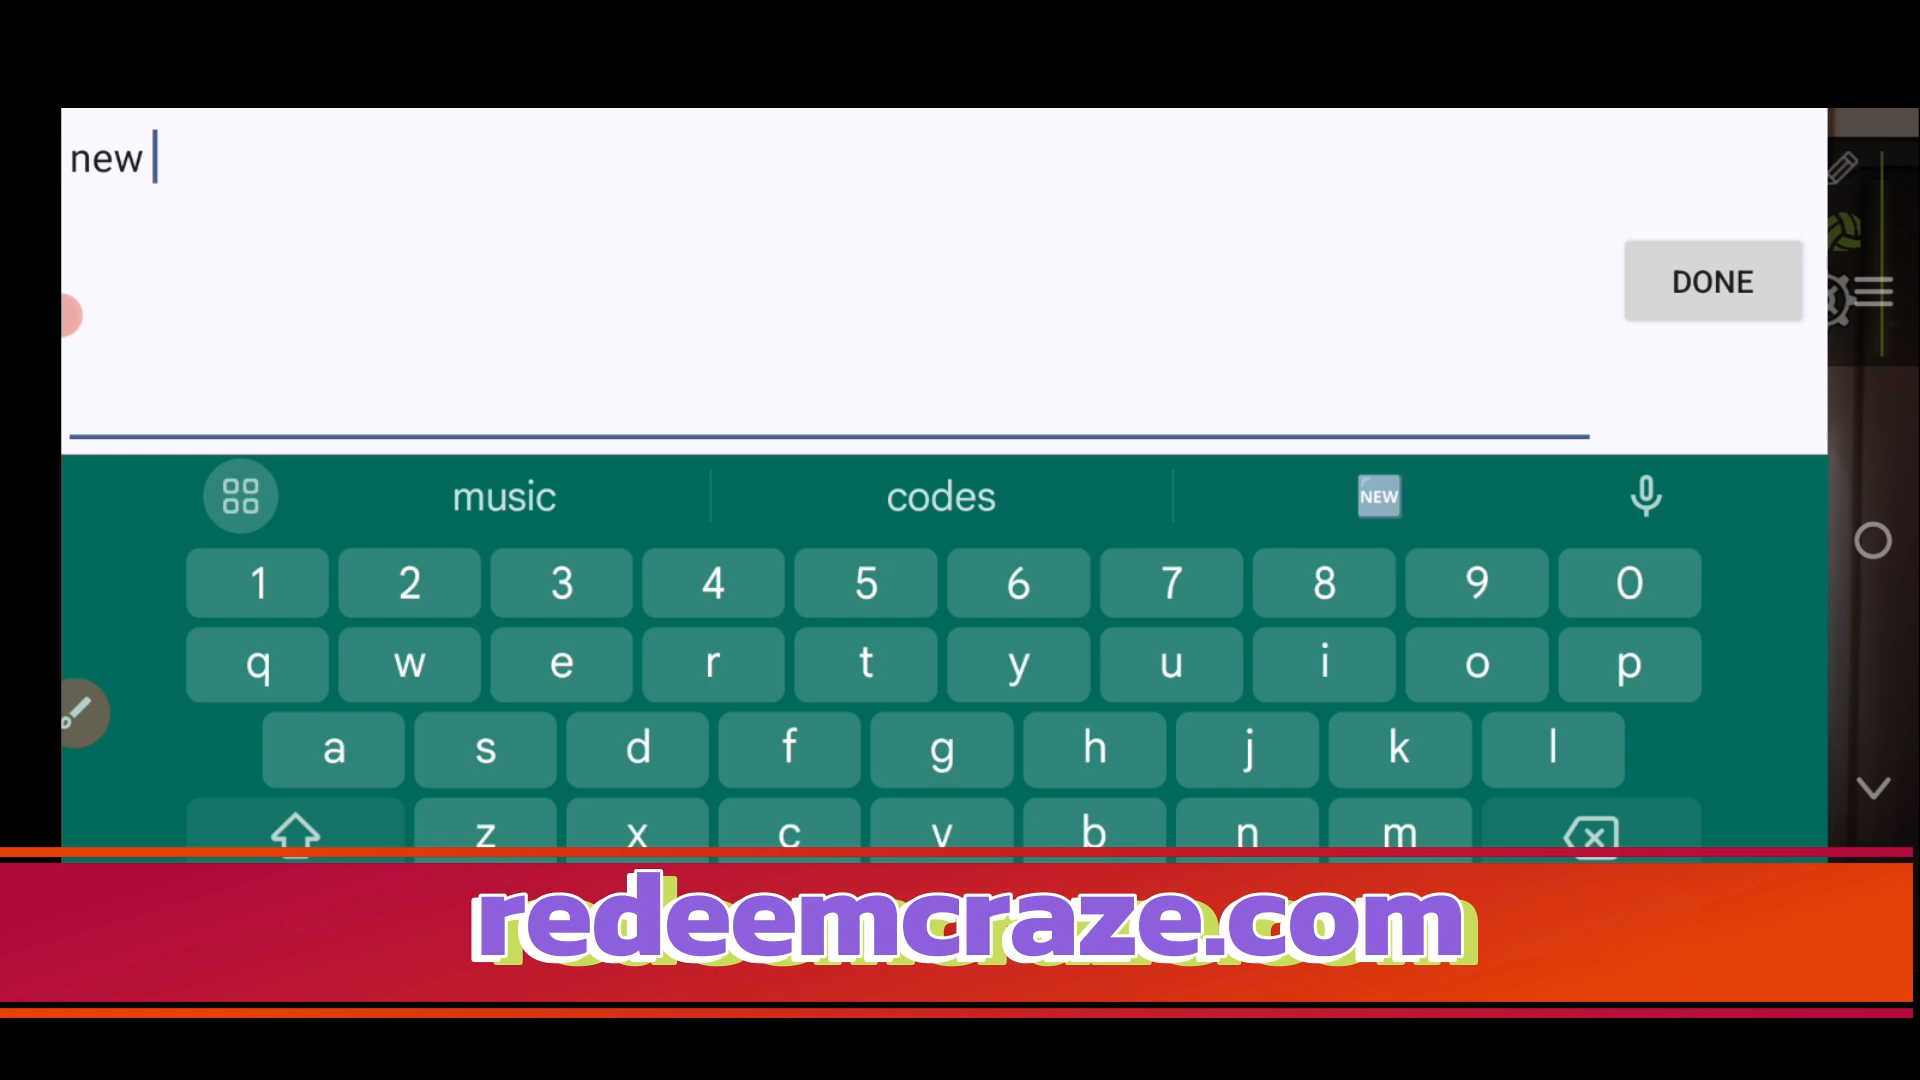 new
DONE
music codes NEW
1 2 3 4 5 6 7 8 9 0
q w e r t y u i o p
a s d f g h j k l
z x c v b n m
redeemcraze.com